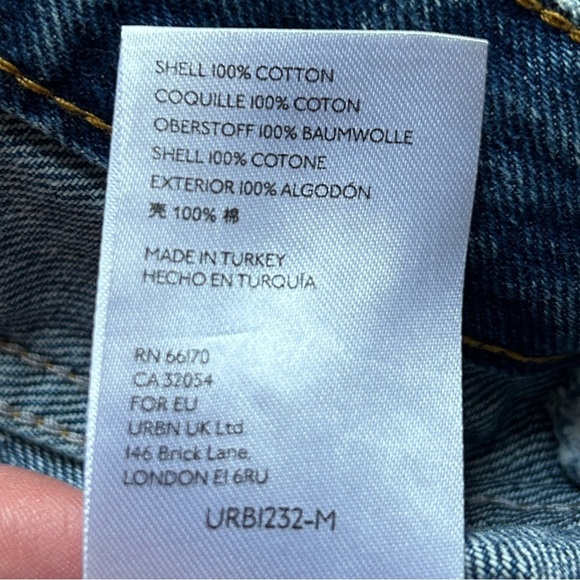 SHELL 100% COTTON
COQUILLE 100% COTON
OBERSTOFF 100% BAUMWOLLE
SHELL 100% COTONE
EXTERIOR 100% ALGODÓN
壳 100% 棉
MADE IN TURKEY
HECHO EN TURQUÍA
RN 66170
CA 32054
FOR EU
URBN UK Ltd
146 Brick Lane,
LONDON E1 6RU
URB1232-M